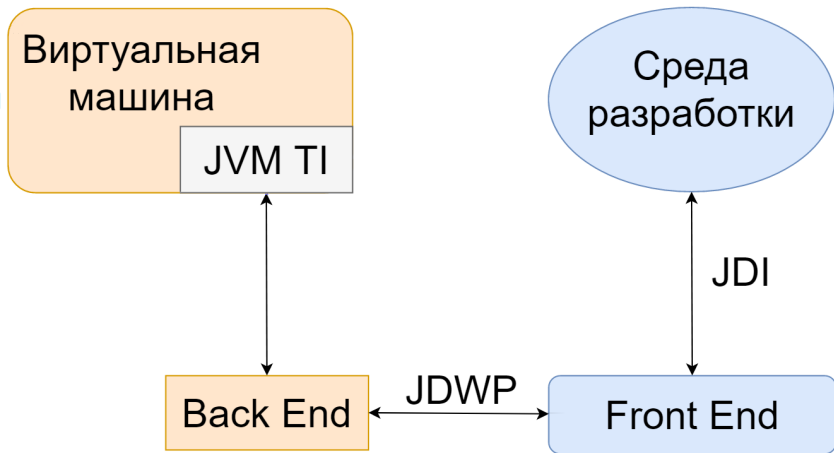 Виртуальная
машина
JVM TI
Среда
разработки
JDI
Back End
JDWP
Front End